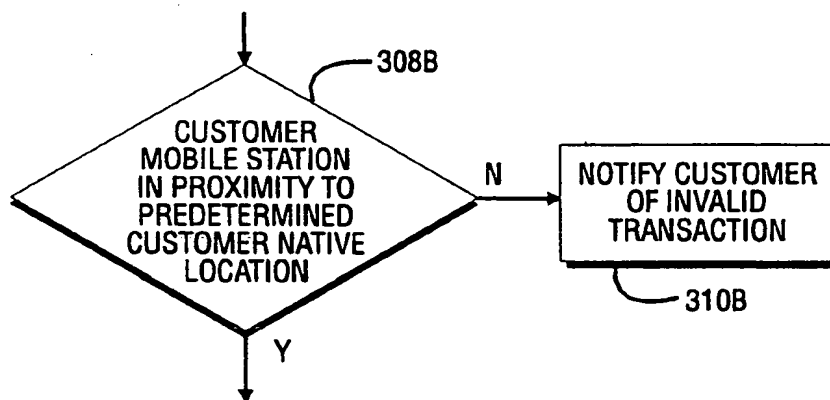 308B
CUSTOMER
MOBILE STATION
IN PROXIMITY TO
PREDETERMINED
CUSTOMER NATIVE
LOCATION
N
NOTIFY CUSTOMER
OF INVALID
TRANSACTION
310B
Y